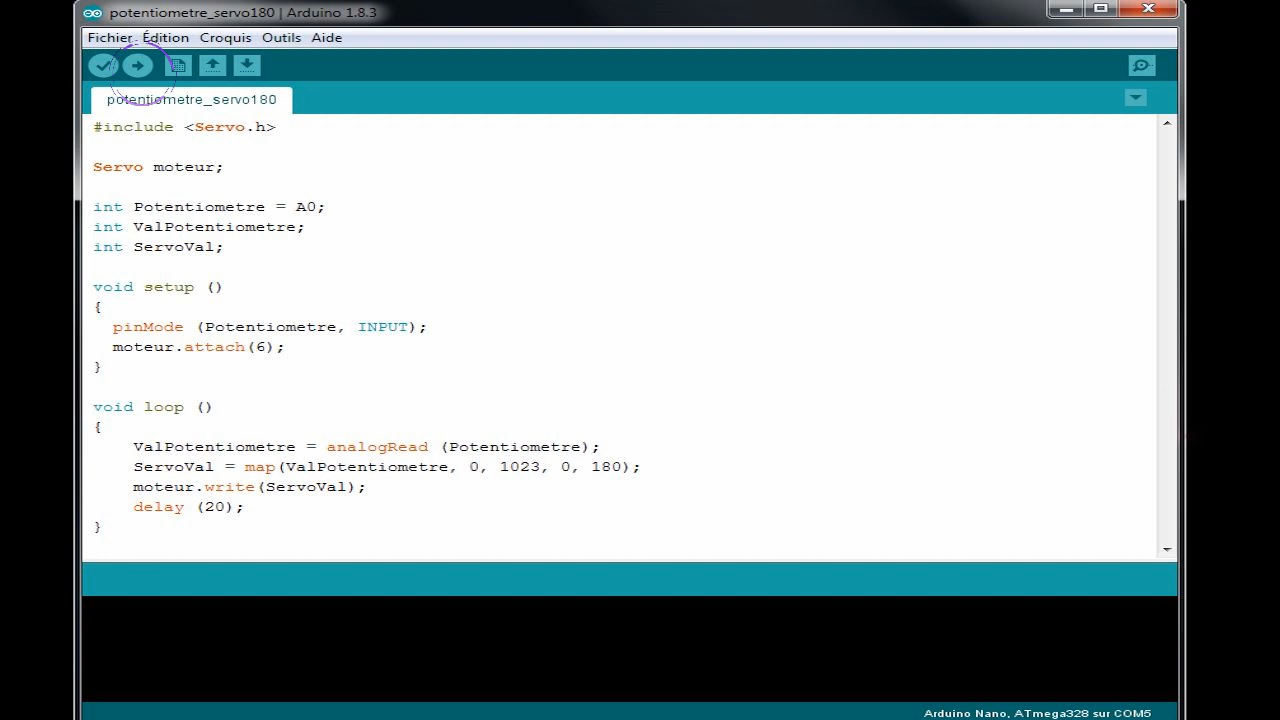 potentiometre_servo180 | Arduino 1.8.3
Fichier Édition Croquis Outils Aide
potentiometre_servo180
#include <Servo.h>
Servo moteur;
int Potentiometre = A0;
int ValPotentiometre;
int ServoVal;
void setup ()
{
pinMode (Potentiometre, INPUT);
moteur.attach(6);
}
void loop ()
{
ValPotentiometre = analogRead (Potentiometre);
ServoVal = map(ValPotentiometre, 0, 1023, 0, 180);
moteur.write(ServoVal);
delay (20);
}
Arduino Nano, ATmega328 sur COM5